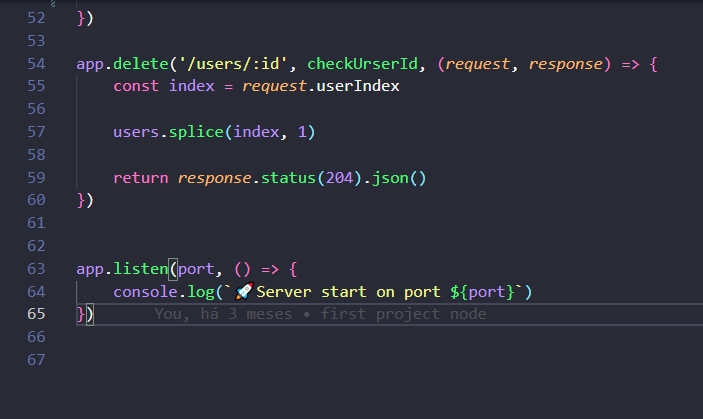 52 })
53
54 app.delete('/users/:id', checkUrserId, (request, response) => {
55 const index = request.userIndex
56
57 users.splice(index, 1)
58
59 return response.status(204).json()
60 })
61
62
63 app.listen(port, () => {
64 console.log(`🚀Server start on port ${port}`)
65 }) You, há 3 meses • first project node
66
67